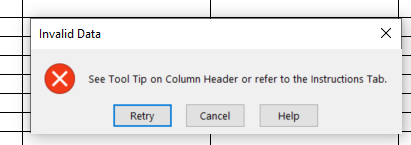 Invalid Data
See Tool Tip on Column Header or refer to the Instructions Tab.
Retry
Cancel
Help